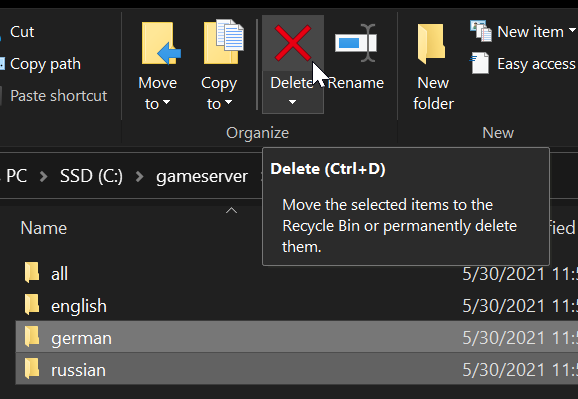 Cut
Copy path
Paste shortcut
Move to
Copy to
Delete
Rename
New folder
New item
Easy access
Organize
New
PC > SSD (C:) > gameserver
Delete (Ctrl+D)
Move the selected items to the
Recycle Bin or permanently delete
them.
Name
all 5/30/2021 11:5
english 5/30/2021 11:5
german 5/30/2021 11:5
russian 5/30/2021 11:5